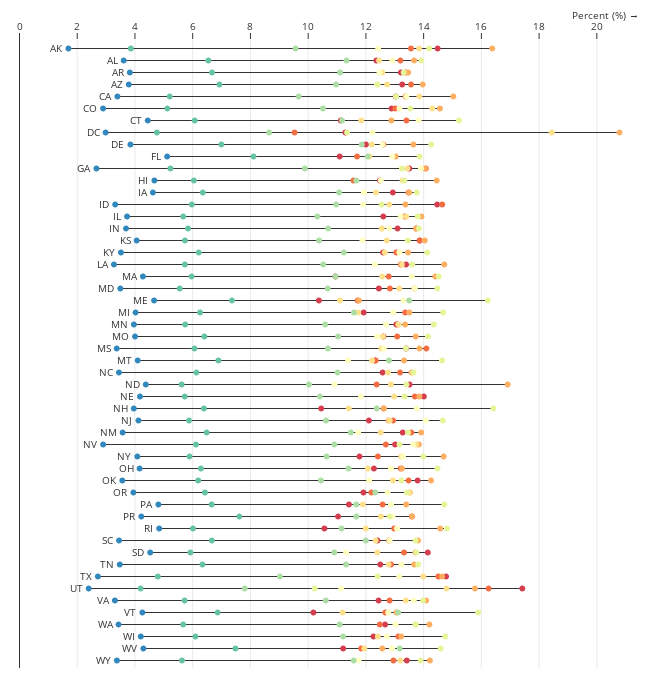 Percent (%) →
0 2 4 6 8 10 12 14 16 18 20
AK
AL
AR
AZ
CA
CO
CT
DC
DE
FL
GA
HI
IA
ID
IL
IN
KS
KY
LA
MA
MD
ME
MI
MN
MO
MS
MT
NC
ND
NE
NH
NJ
NM
NV
NY
OH
OK
OR
PA
PR
RI
SC
SD
TN
TX
UT
VA
VT
WA
WI
WV
WY